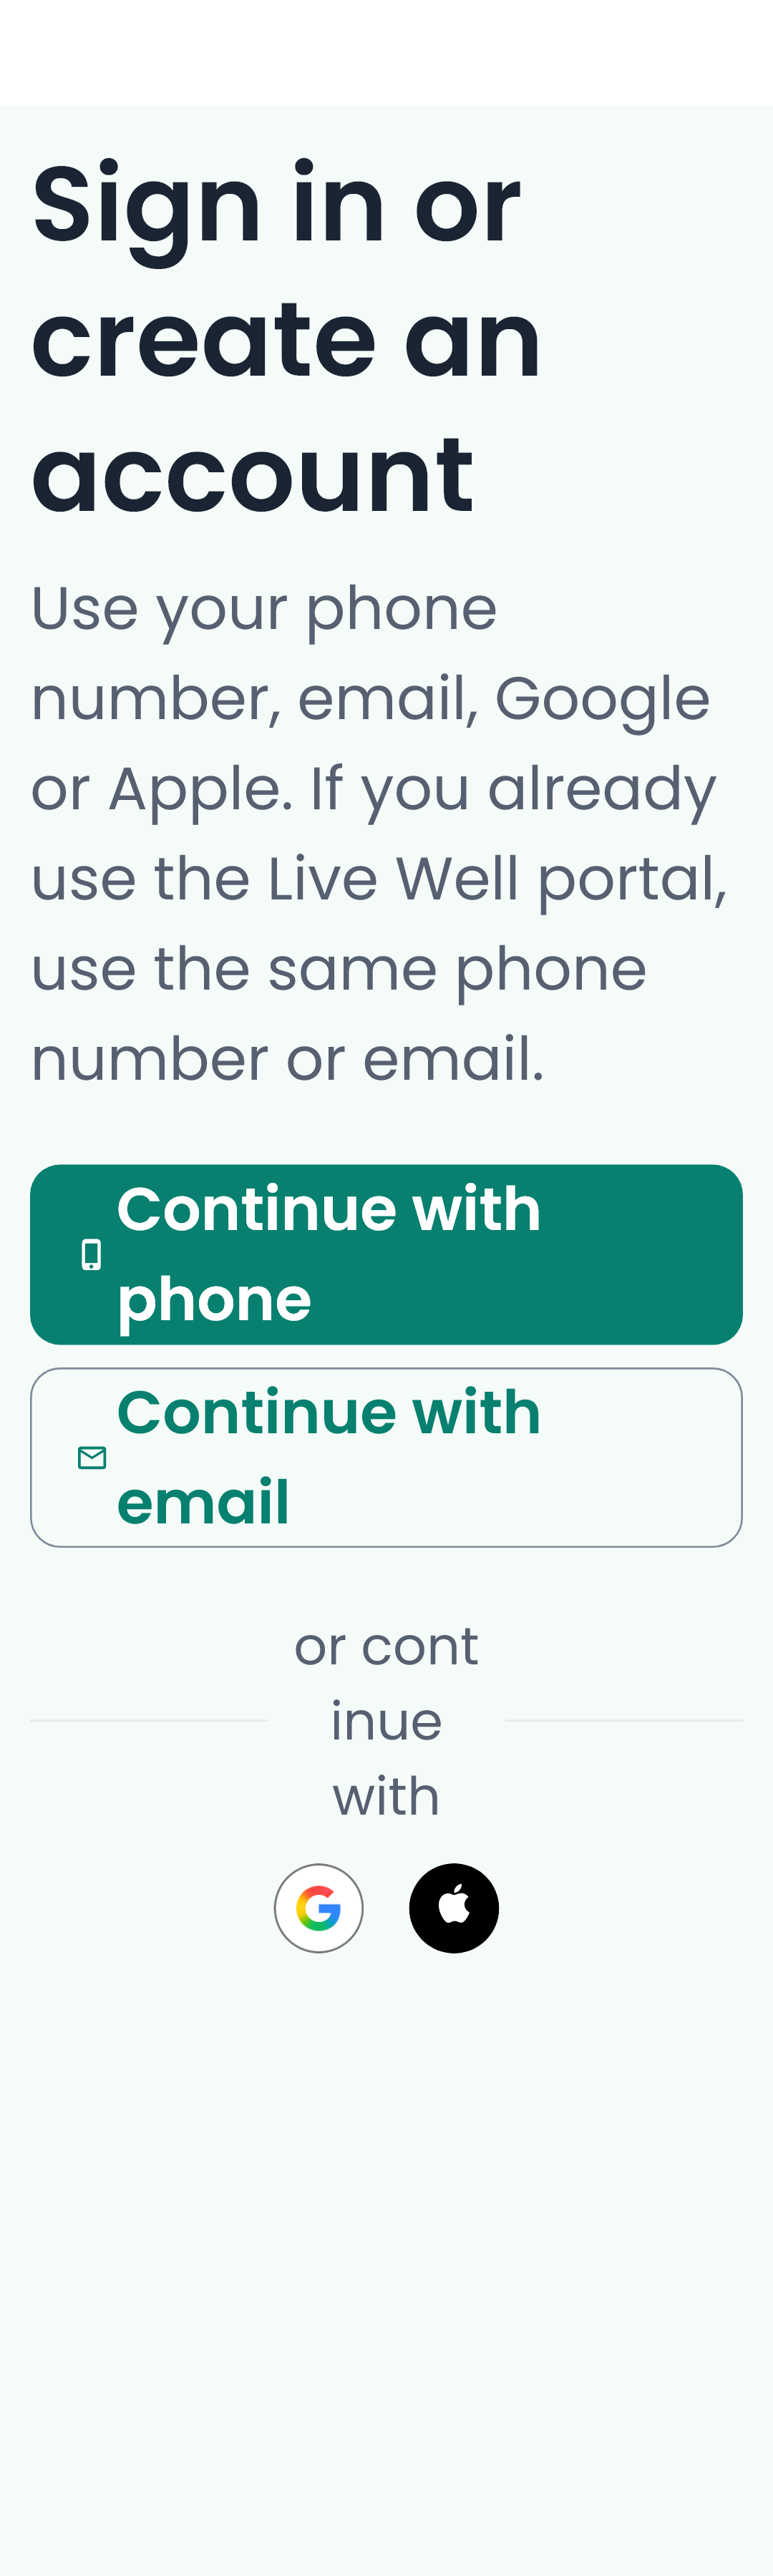 Sign in or
create an
account
Use your phone
number, email, Google
or Apple. If you already
use the Live Well portal,
use the same phone
number or email.
Continue with
phone
Continue with
email
or cont
inue
with